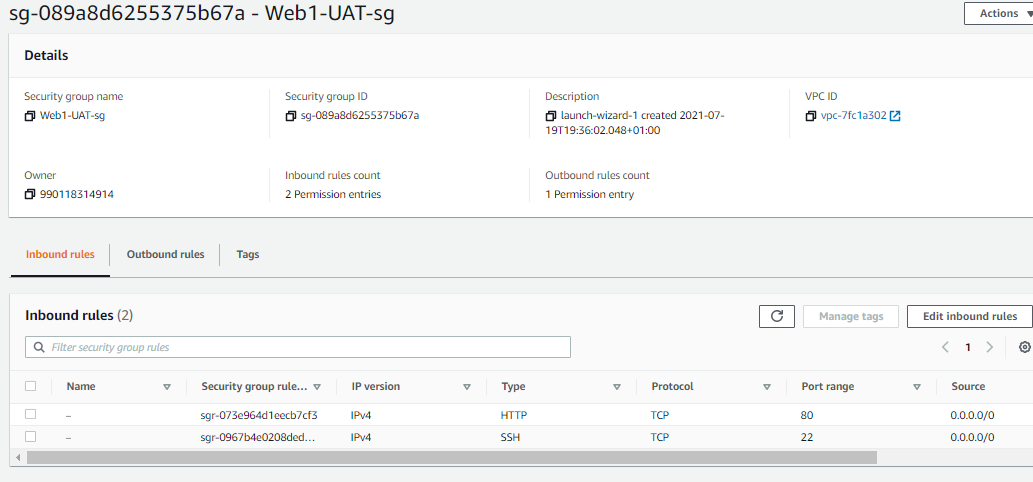 sg-089a8d6255375b67a - Web1-UAT-sg
Actions
Details
Security group name
Web1-UAT-sg
Security group ID
sg-089a8d6255375b67a
Description
launch-wizard-1 created 2021-07-
19T19:36:02.048+01:00
VPC ID
vpc-7fc1a302
Owner
990118314914
Inbound rules count
2 Permission entries
Outbound rules count
1 Permission entry
Inbound rules
Outbound rules
Tags
Inbound rules (2)
Manage tags
Edit inbound rules
Filter security group rules
1
Name Security group rule... IP version Type Protocol Port range Source
– sgr-073e964d1eecb7cf3 IPv4 HTTP TCP 80 0.0.0.0/0
– sgr-0967b4e0208ded... IPv4 SSH TCP 22 0.0.0.0/0